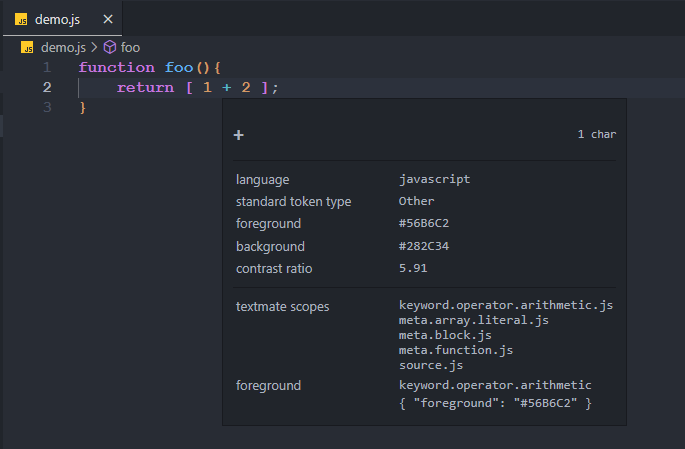 JS demo.js ×
JS demo.js > foo
1 function foo(){
2 return [ 1 + 2 ];
3 }
+ 1 char
language javascript
standard token type Other
foreground #56B6C2
background #282C34
contrast ratio 5.91
textmate scopes keyword.operator.arithmetic.js
meta.array.literal.js
meta.block.js
meta.function.js
source.js
foreground keyword.operator.arithmetic
{ "foreground": "#56B6C2" }